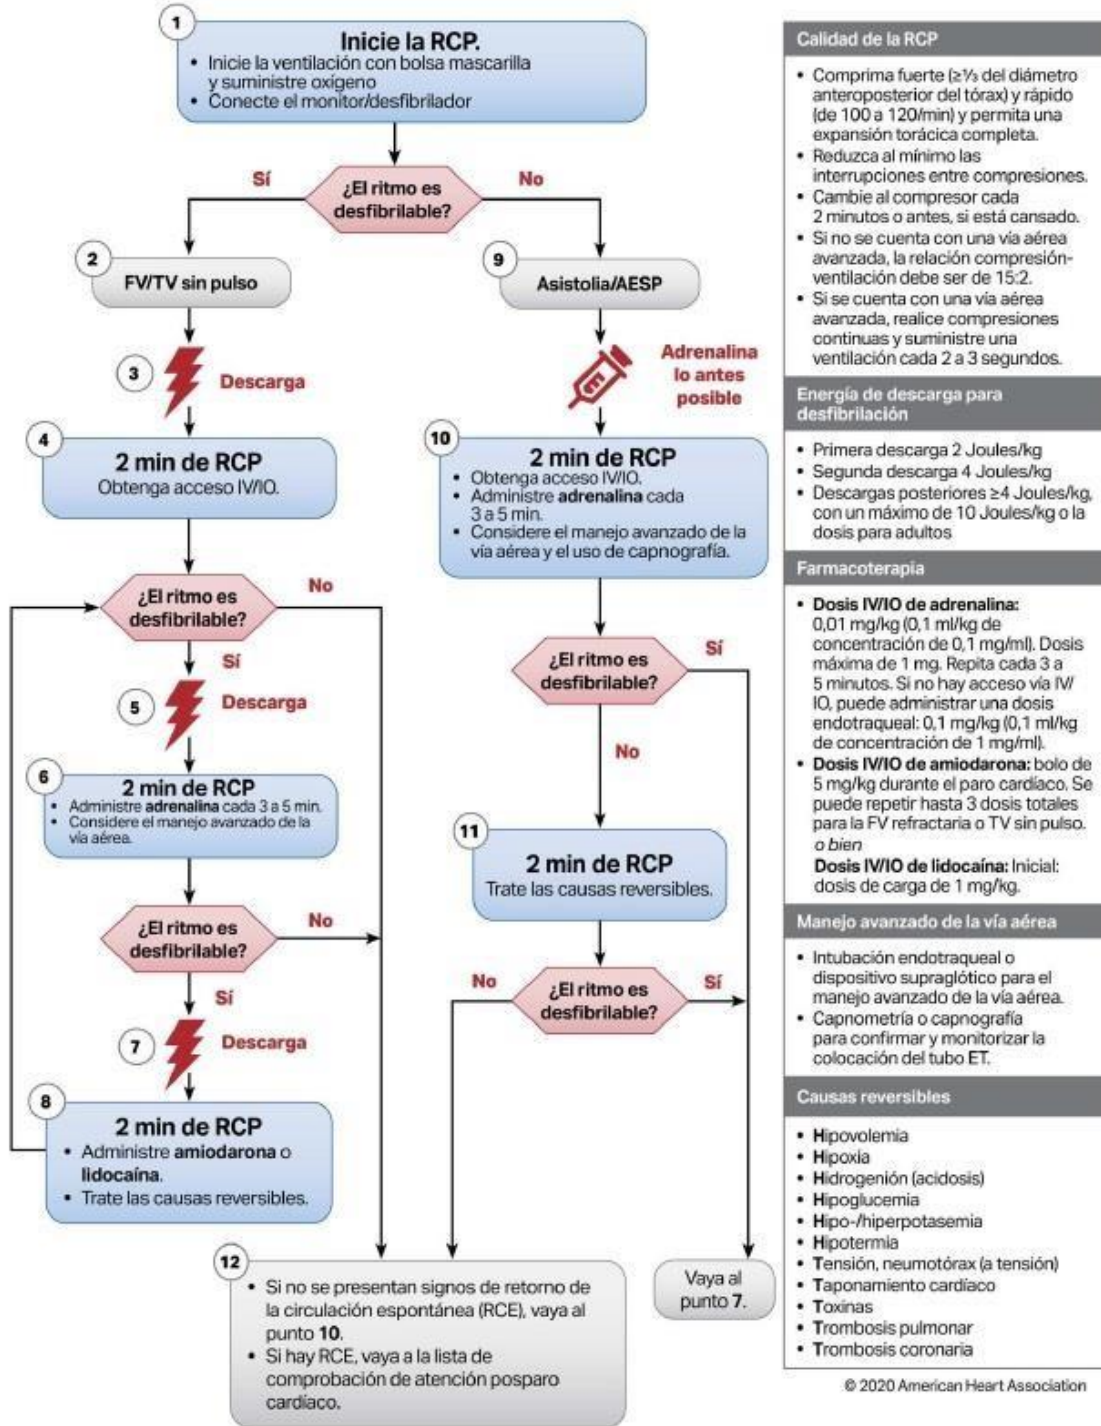 1
Inicie la RCP.
• Inicie la ventilación con bolsa mascarilla
y suministre oxígeno
• Conecte el monitor/desfibrilador
Sí
¿El ritmo es
desfibrilable?
No
2
FV/TV sin pulso
9
Asistolia/AESP
3
Descarga
Adrenalina
lo antes
posible
4
2 min de RCP
Obtenga acceso IV/IO.
10
2 min de RCP
• Obtenga acceso IV/IO.
• Administre adrenalina cada
3 a 5 min.
• Considere el manejo avanzado de la
vía aérea y el uso de capnografía.
¿El ritmo es
desfibrilable?
No
Sí
5
Descarga
¿El ritmo es
desfibrilable?
Sí
No
6
2 min de RCP
• Administre adrenalina cada 3 a 5 min.
• Considere el manejo avanzado de la
vía aérea.
11
2 min de RCP
Trate las causas reversibles.
¿El ritmo es
desfibrilable?
No
Sí
7
Descarga
No
¿El ritmo es
desfibrilable?
Sí
8
2 min de RCP
• Administre amiodarona o
lidocaína.
• Trate las causas reversibles.
12
• Si no se presentan signos de retorno de
la circulación espontánea (RCE), vaya al
punto 10.
• Si hay RCE, vaya a la lista de
comprobación de atención posparo
cardíaco.
Vaya al
punto 7.
Calidad de la RCP
• Comprima fuerte (≥⅓ del diámetro
anteroposterior del tórax) y rápido
(de 100 a 120/min) y permita una
expansión torácica completa.
• Reduzca al mínimo las
interrupciones entre compresiones.
• Cambie al compresor cada
2 minutos o antes, si está cansado.
• Si no se cuenta con una vía aérea
avanzada, la relación compresión-
ventilación debe ser de 15:2.
• Si se cuenta con una vía aérea
avanzada, realice compresiones
continuas y suministre una
ventilación cada 2 a 3 segundos.
Energía de descarga para
desfibrilación
• Primera descarga 2 Joules/kg
• Segunda descarga 4 Joules/kg
• Descargas posteriores ≥4 Joules/kg,
con un máximo de 10 Joules/kg o la
dosis para adultos
Farmacoterapia
• Dosis IV/IO de adrenalina:
0,01 mg/kg (0,1 ml/kg de
concentración de 0,1 mg/ml). Dosis
máxima de 1 mg. Repita cada 3 a
5 minutos. Si no hay acceso vía IV/
IO, puede administrar una dosis
endotraqueal: 0,1 mg/kg (0,1 ml/kg
de concentración de 1 mg/ml).
• Dosis IV/IO de amiodarona: bolo de
5 mg/kg durante el paro cardíaco. Se
puede repetir hasta 3 dosis totales
para la FV refractaria o TV sin pulso.
o bien
Dosis IV/IO de lidocaína: Inicial:
dosis de carga de 1 mg/kg.
Manejo avanzado de la vía aérea
• Intubación endotraqueal o
dispositivo supraglótico para el
manejo avanzado de la vía aérea.
• Capnometría o capnografía
para confirmar y monitorizar la
colocación del tubo ET.
Causas reversibles
• Hipovolemia
• Hipoxia
• Hidrogenión (acidosis)
• Hipoglucemia
• Hipo-/hiperpotasemia
• Hipotermia
• Tensión, neumotórax (a tensión)
• Taponamiento cardíaco
• Toxinas
• Trombosis pulmonar
• Trombosis coronaria
© 2020 American Heart Association